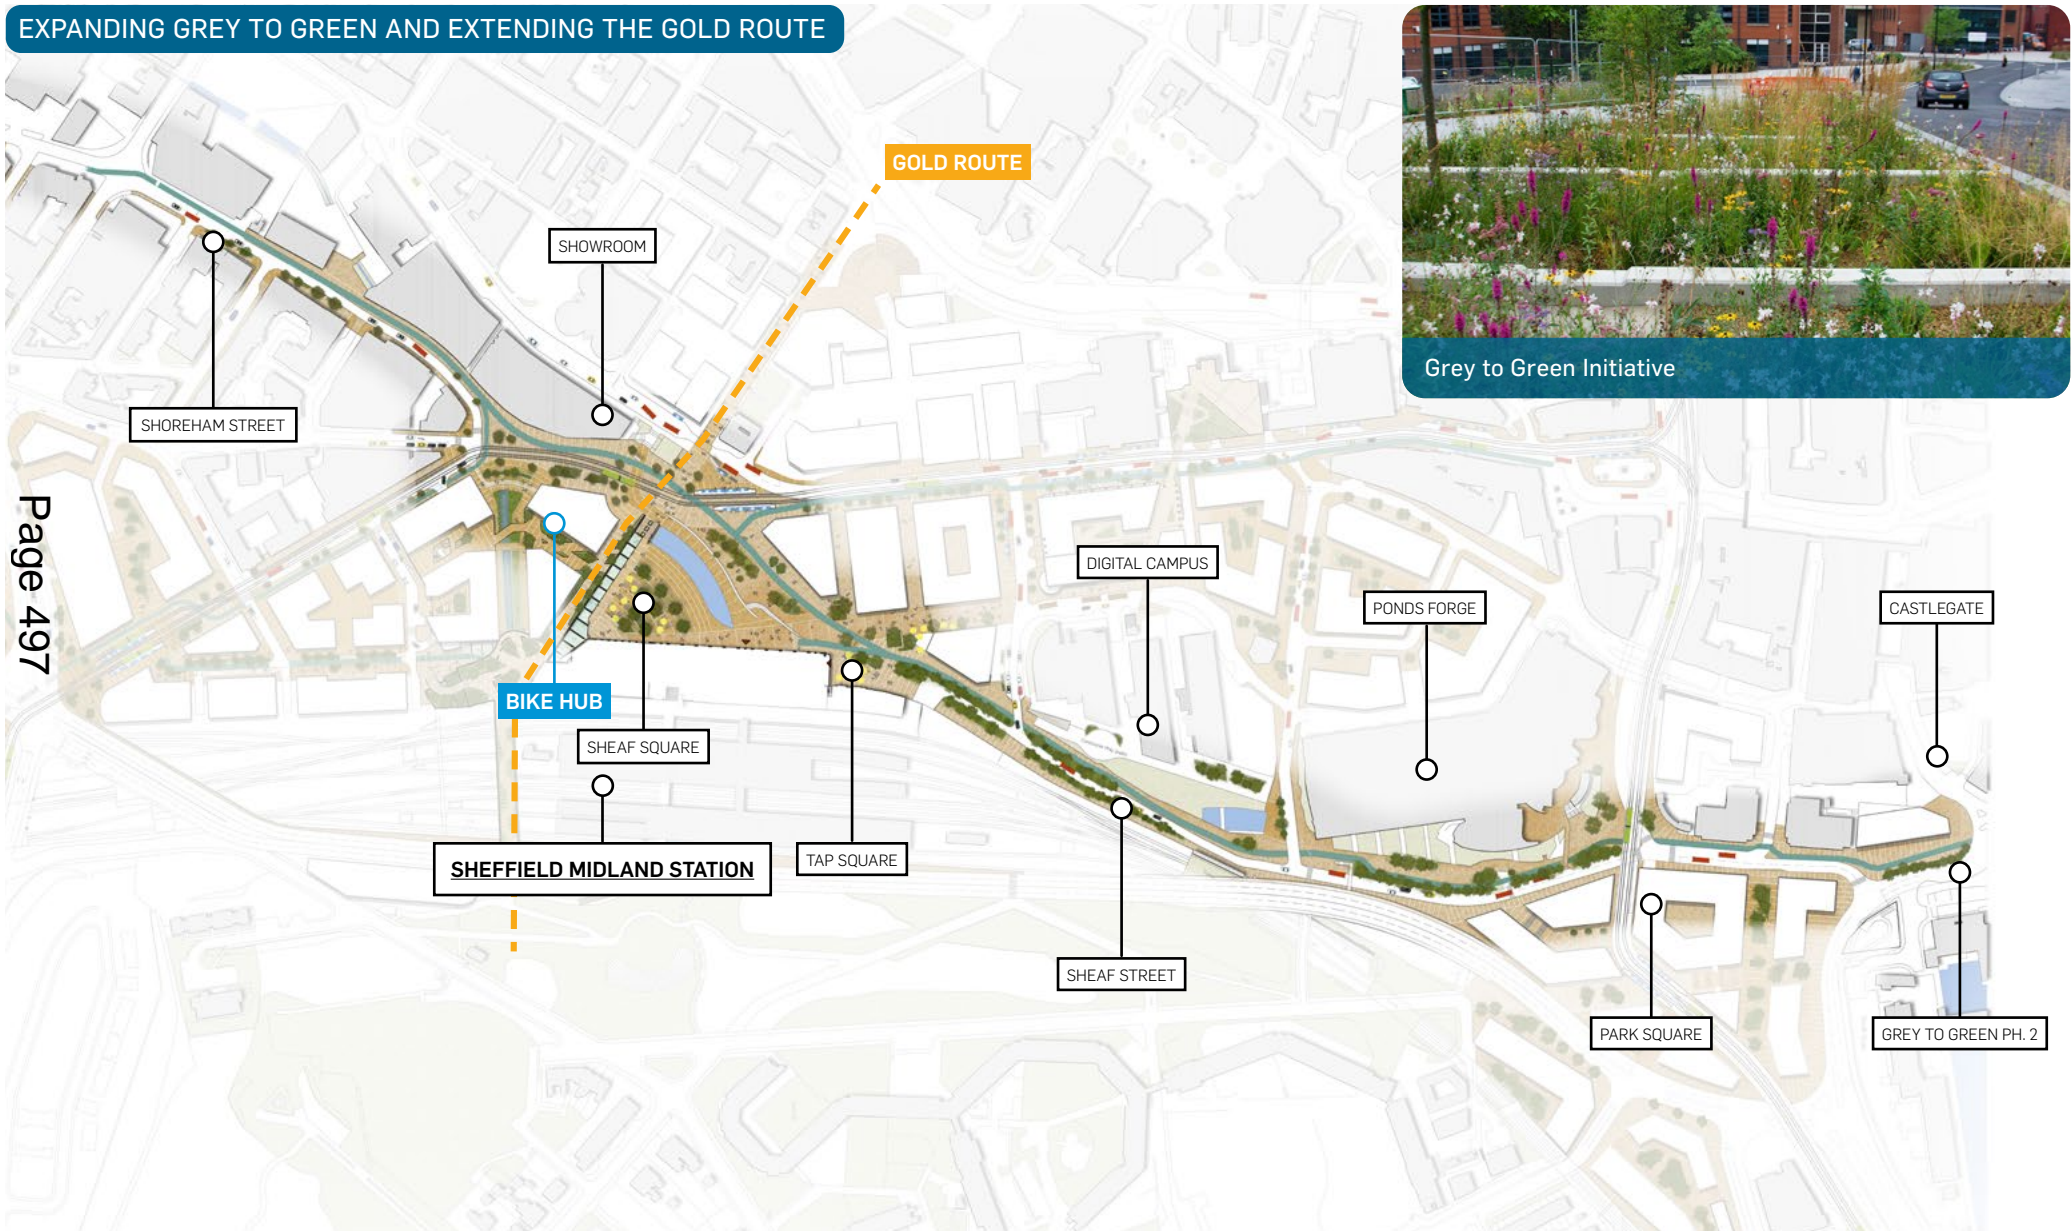 EXPANDING GREY TO GREEN AND EXTENDING THE GOLD ROUTE
GOLD ROUTE
SHOWROOM
Grey to Green Initiative
SHOREHAM STREET
Page 497
DIGITAL CAMPUS
PONDS FORGE
CASTLEGATE
BIKE HUB
SHEAF SQUARE
SHEFFIELD MIDLAND STATION
TAP SQUARE
SHEAF STREET
PARK SQUARE
GREY TO GREEN PH. 2